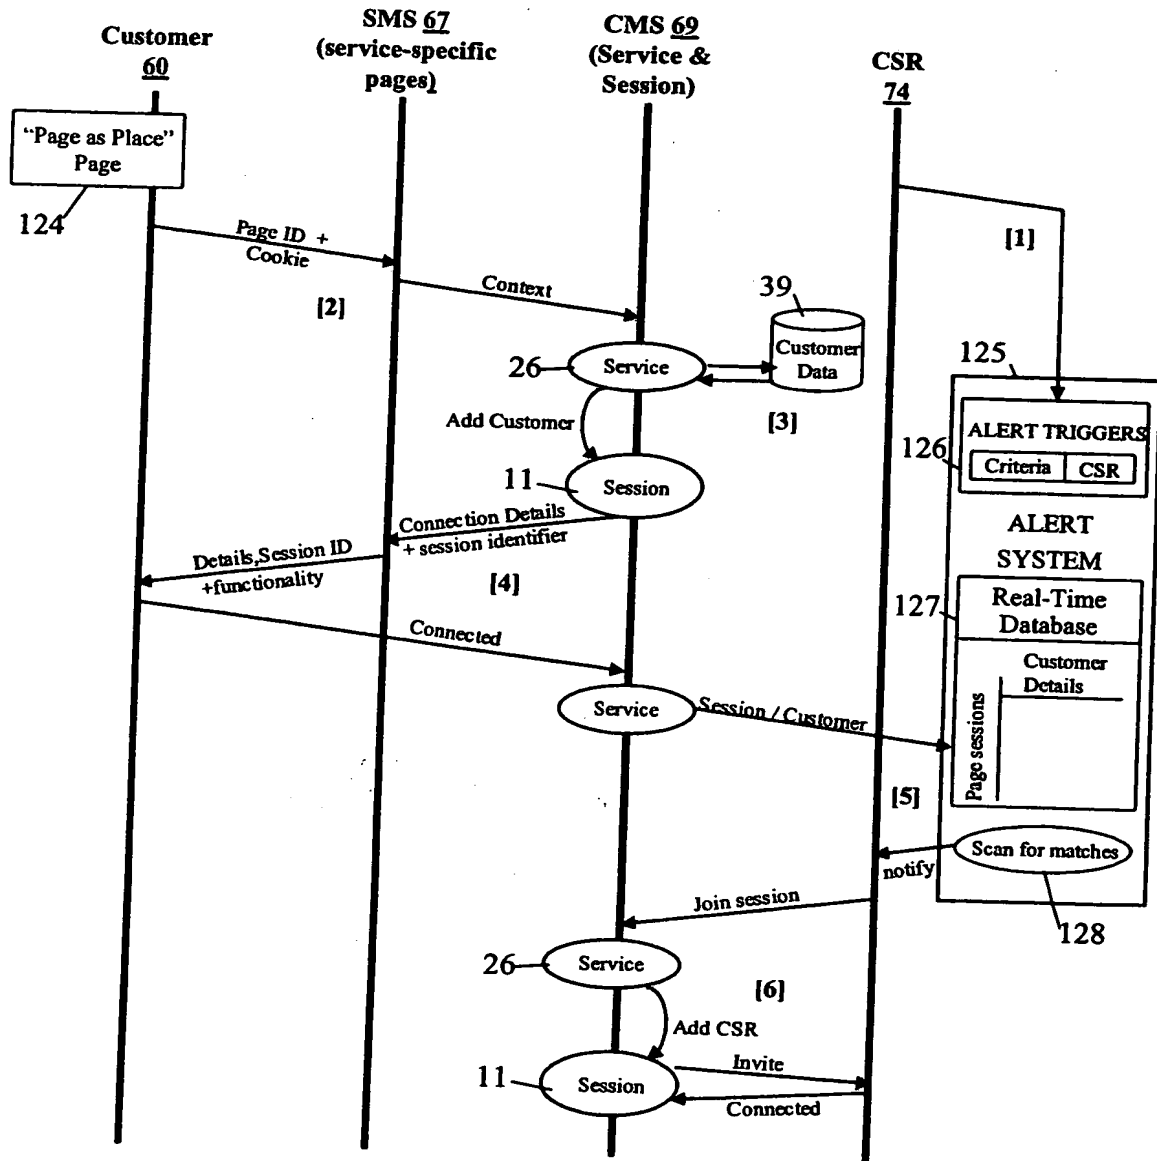 Customer
60
SMS 67
(service-specific
pages)
CMS 69
(Service &
Session)
CSR
74
"Page as Place"
Page
124
Page ID +
Cookie
[2]
Context
[1]
39
Customer
Data
26
Service
[3]
Add Customer
11
Session
125
ALERT TRIGGERS
126
Criteria
CSR
ALERT
SYSTEM
Connection Details
+ session identifier
Details,Session ID
+functionality
[4]
127
Real-Time
Database
Customer
Details
Page sessions
Connected
Service
Session / Customer
[5]
Scan for matches
notify
128
Join session
26
Service
[6]
Add CSR
11
Session
Invite
Connected